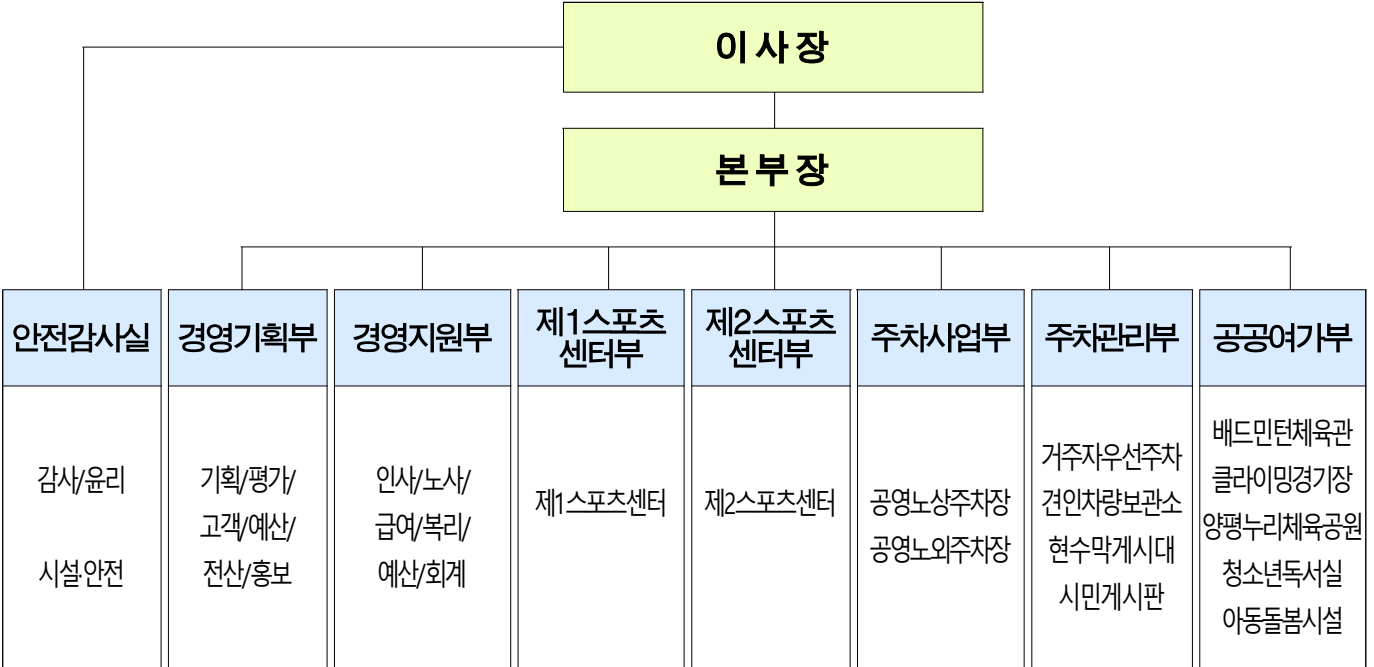 이사장
본부장
안전감사실
감사/윤리
시설·안전
경영기획부
기획/평가/
고객/예산/
전산/홍보
경영지원부
인사/노사/
급여/복리/
예산/회계
제1스포츠
센터부
제1스포츠센터
제2스포츠
센터부
제2스포츠센터
주차사업부
공영노상주차장
공영노외주차장
주차관리부
거주자우선주차
견인차량보관소
현수막게시대
시민게시판
공공여가부
배드민턴체육관
클라이밍경기장
양평누리체육공원
청소년독서실
아동돌봄시설